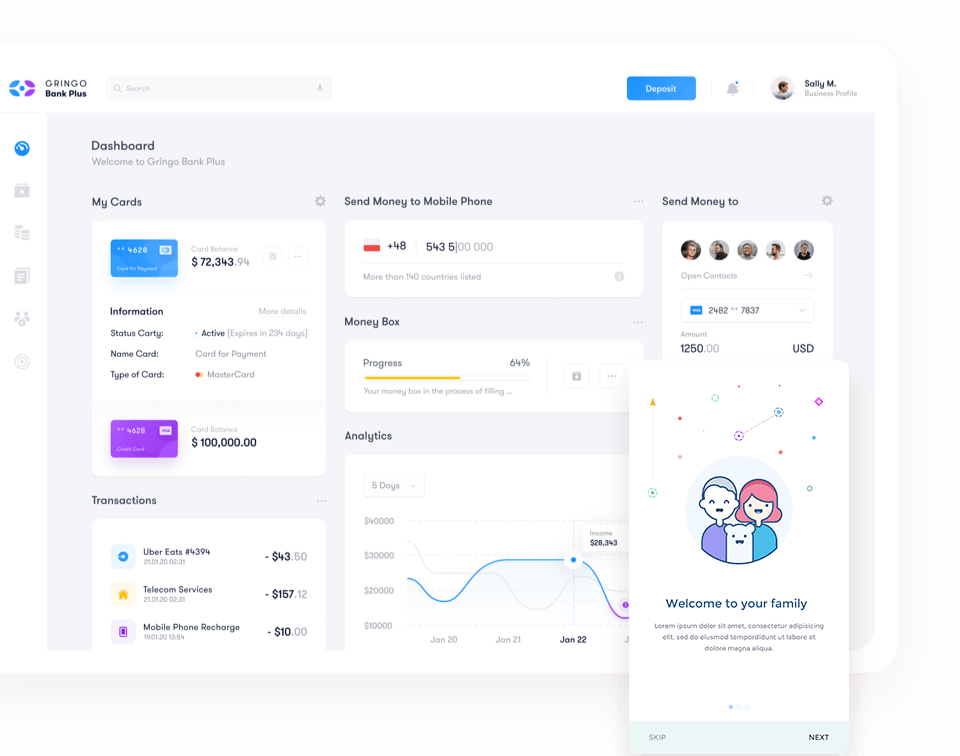 GRINGO
Bank Plus
Search
Deposit
Sally M.
Business Profile
Dashboard
Welcome to Gringo Bank Plus
My Cards
** 4628
Card for Payment
Card Balance
$ 72,343.94
Information
More details
Status Carty:
Active [Expires in 234 days]
Name Card:
Card for Payment
Type of Card:
MasterCard
** 4628
VISA
Credit Card
Card Balance
$ 100,000.00
Transactions
Uber Eats #4394
21.01.20 02:31
- $43.50
Telecom Services
21.01.20 02:31
- $157.12
Mobile Phone Recharge
19.01.20 13:54
- $10.00
Send Money to Mobile Phone
+48
543 5|00 000
More than 140 countries listed
Money Box
Progress
64%
Your money box in the process of filling ...
Analytics
5 Days
$40000
$30000
$20000
$10000
Income
$28,343
Jan 20
Jan 21
Jan 22
Send Money to
Open Contacts
VISA
2482 ** 7837
Amount
1250.00
USD
Welcome to your family
Lorem ipsum dolor sit amet, consectetur adipisicing
elit, sed do eiusmod tempordidunt ut labore et
dolore magna aliqua.
SKIP
NEXT